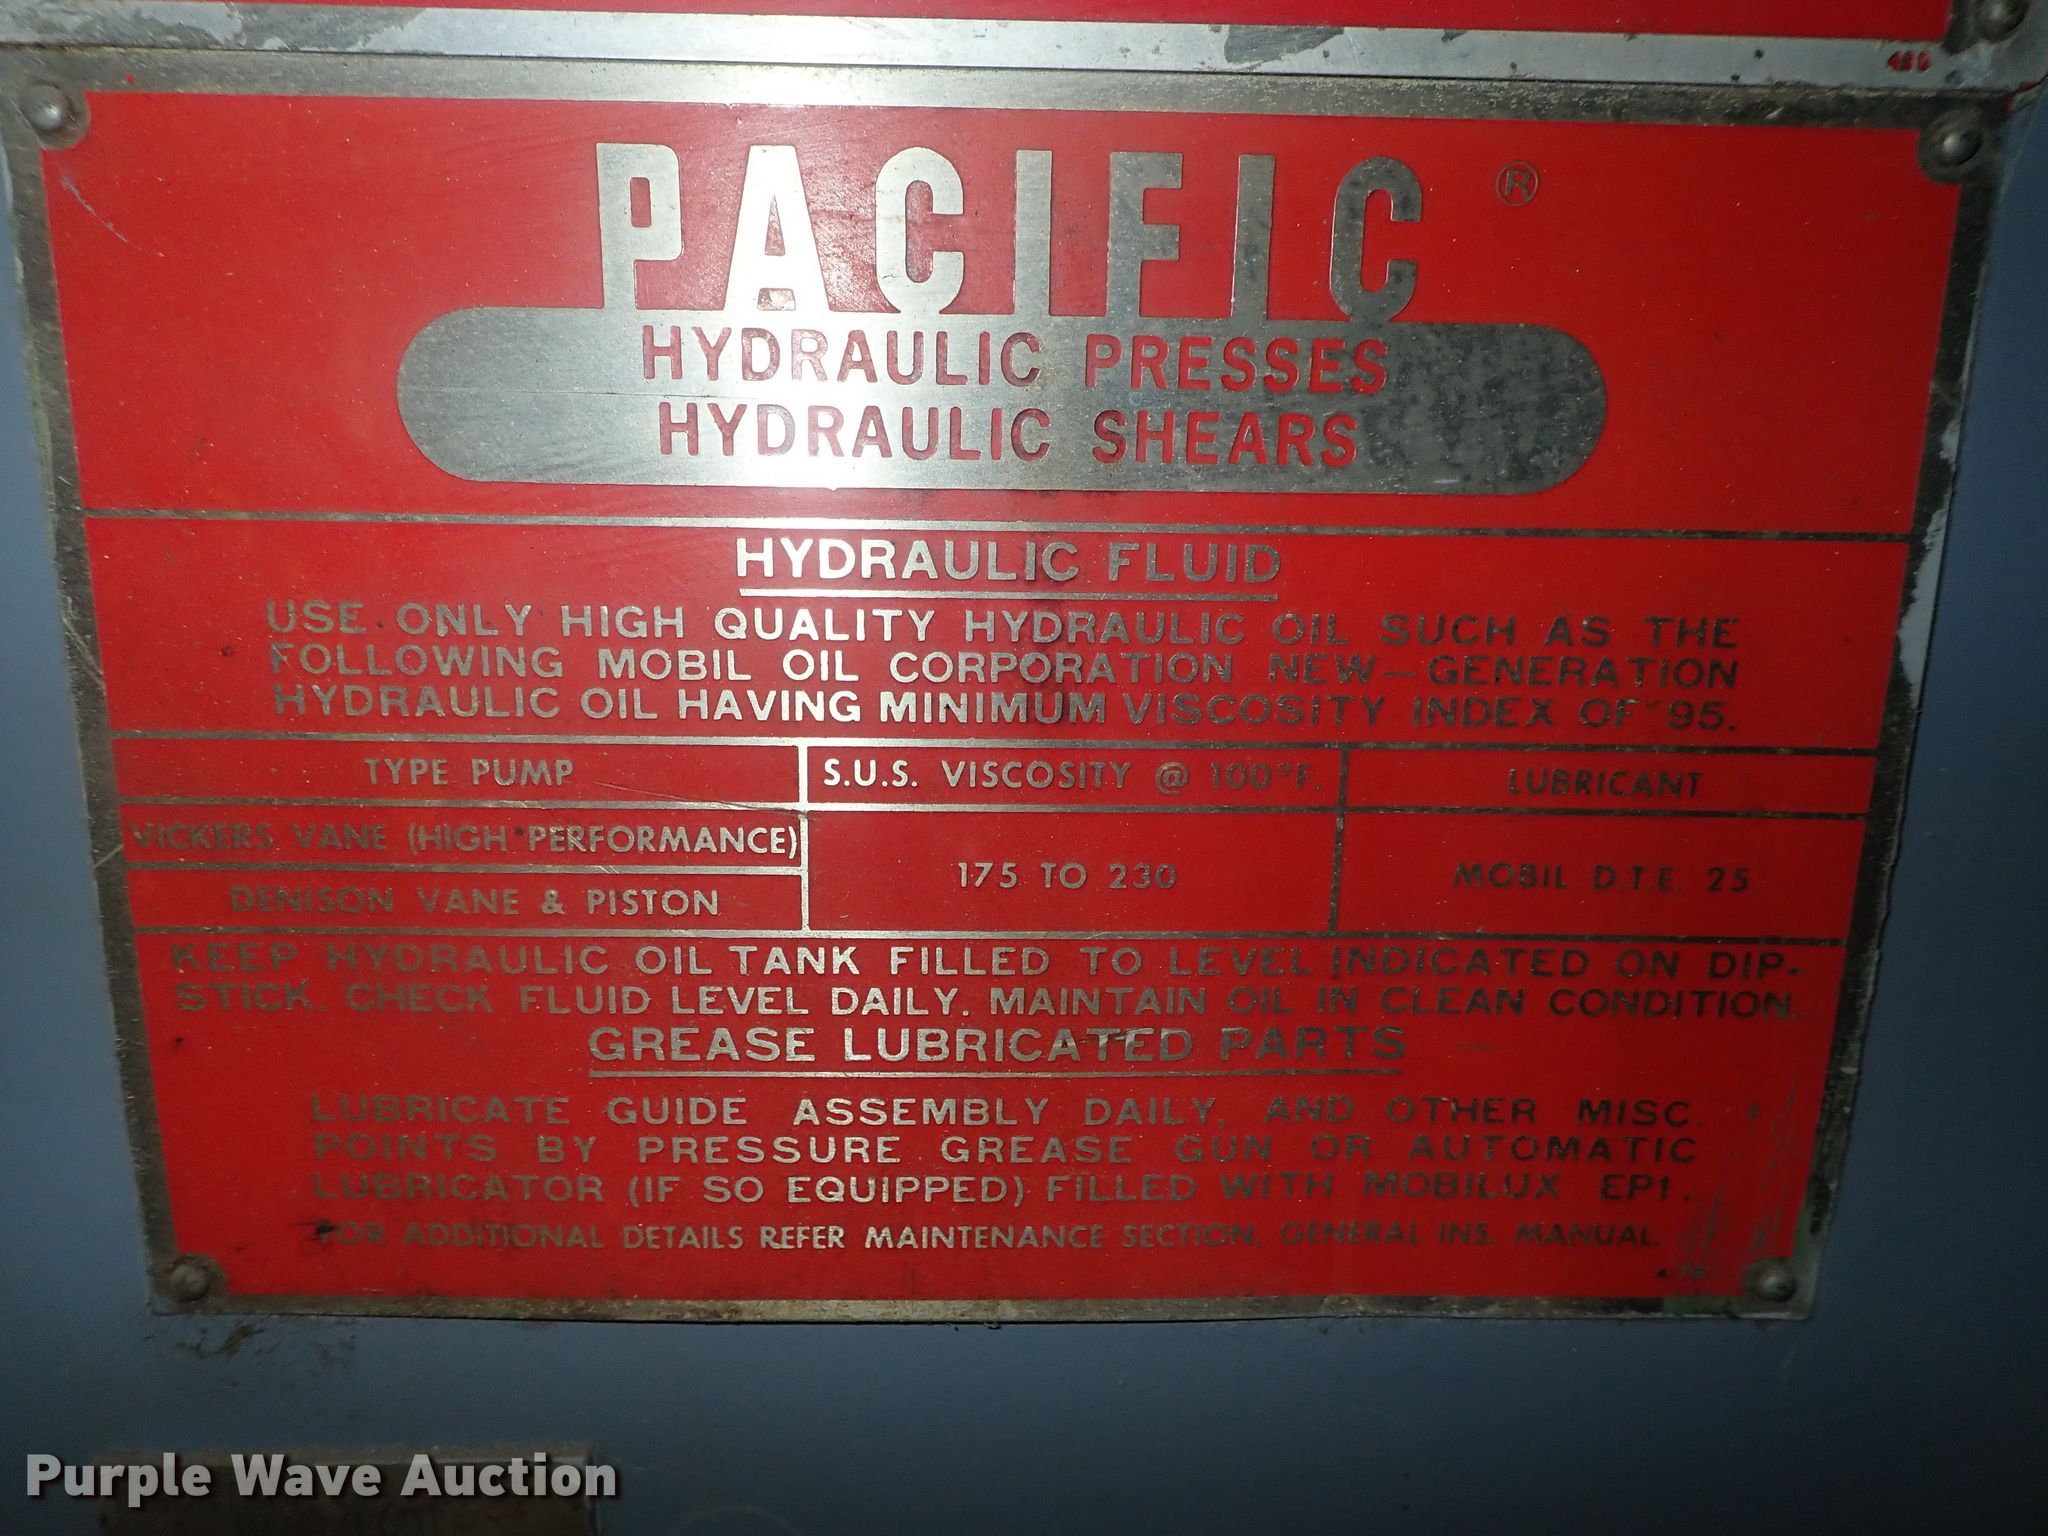 480
PACIFIC ®
HYDRAULIC PRESSES
HYDRAULIC SHEARS
HYDRAULIC FLUID
USE ONLY HIGH QUALITY HYDRAULIC OIL SUCH AS THE
FOLLOWING MOBIL OIL CORPORATION NEW-GENERATION
HYDRAULIC OIL HAVING MINIMUM VISCOSITY INDEX OF 95.
TYPE PUMP S.U.S. VISCOSITY @ 100°F. LUBRICANT
VICKERS VANE (HIGH PERFORMANCE)
175 TO 230 MOBIL D.T.E. 25
DENISON VANE & PISTON
KEEP HYDRAULIC OIL TANK FILLED TO LEVEL INDICATED ON DIP-
STICK. CHECK FLUID LEVEL DAILY. MAINTAIN OIL IN CLEAN CONDITION.
GREASE LUBRICATED PARTS
LUBRICATE GUIDE ASSEMBLY DAILY, AND OTHER MISC.
POINTS BY PRESSURE GREASE GUN OR AUTOMATIC
LUBRICATOR (IF SO EQUIPPED) FILLED WITH MOBILUX EP1.
FOR ADDITIONAL DETAILS REFER MAINTENANCE SECTION, GENERAL INS. MANUAL.
Purple Wave Auction